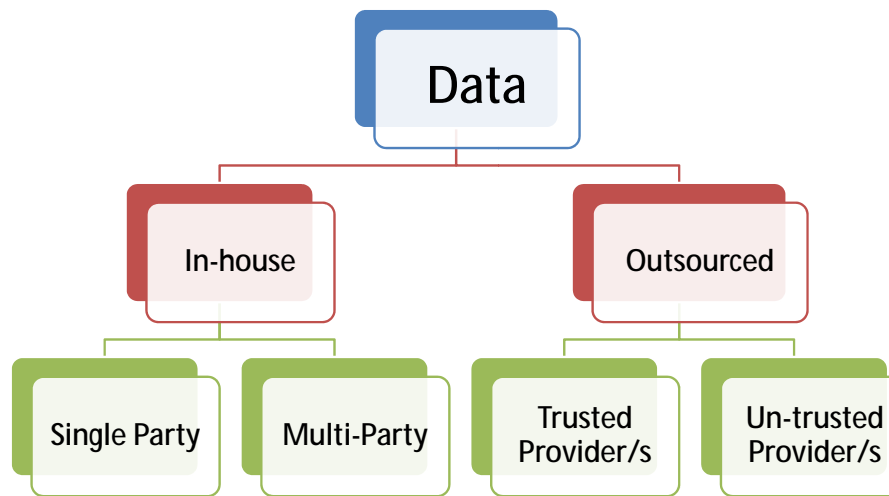 Data
In-house
Outsourced
Single Party
Multi-Party
Trusted
Provider/s
Un-trusted
Provider/s